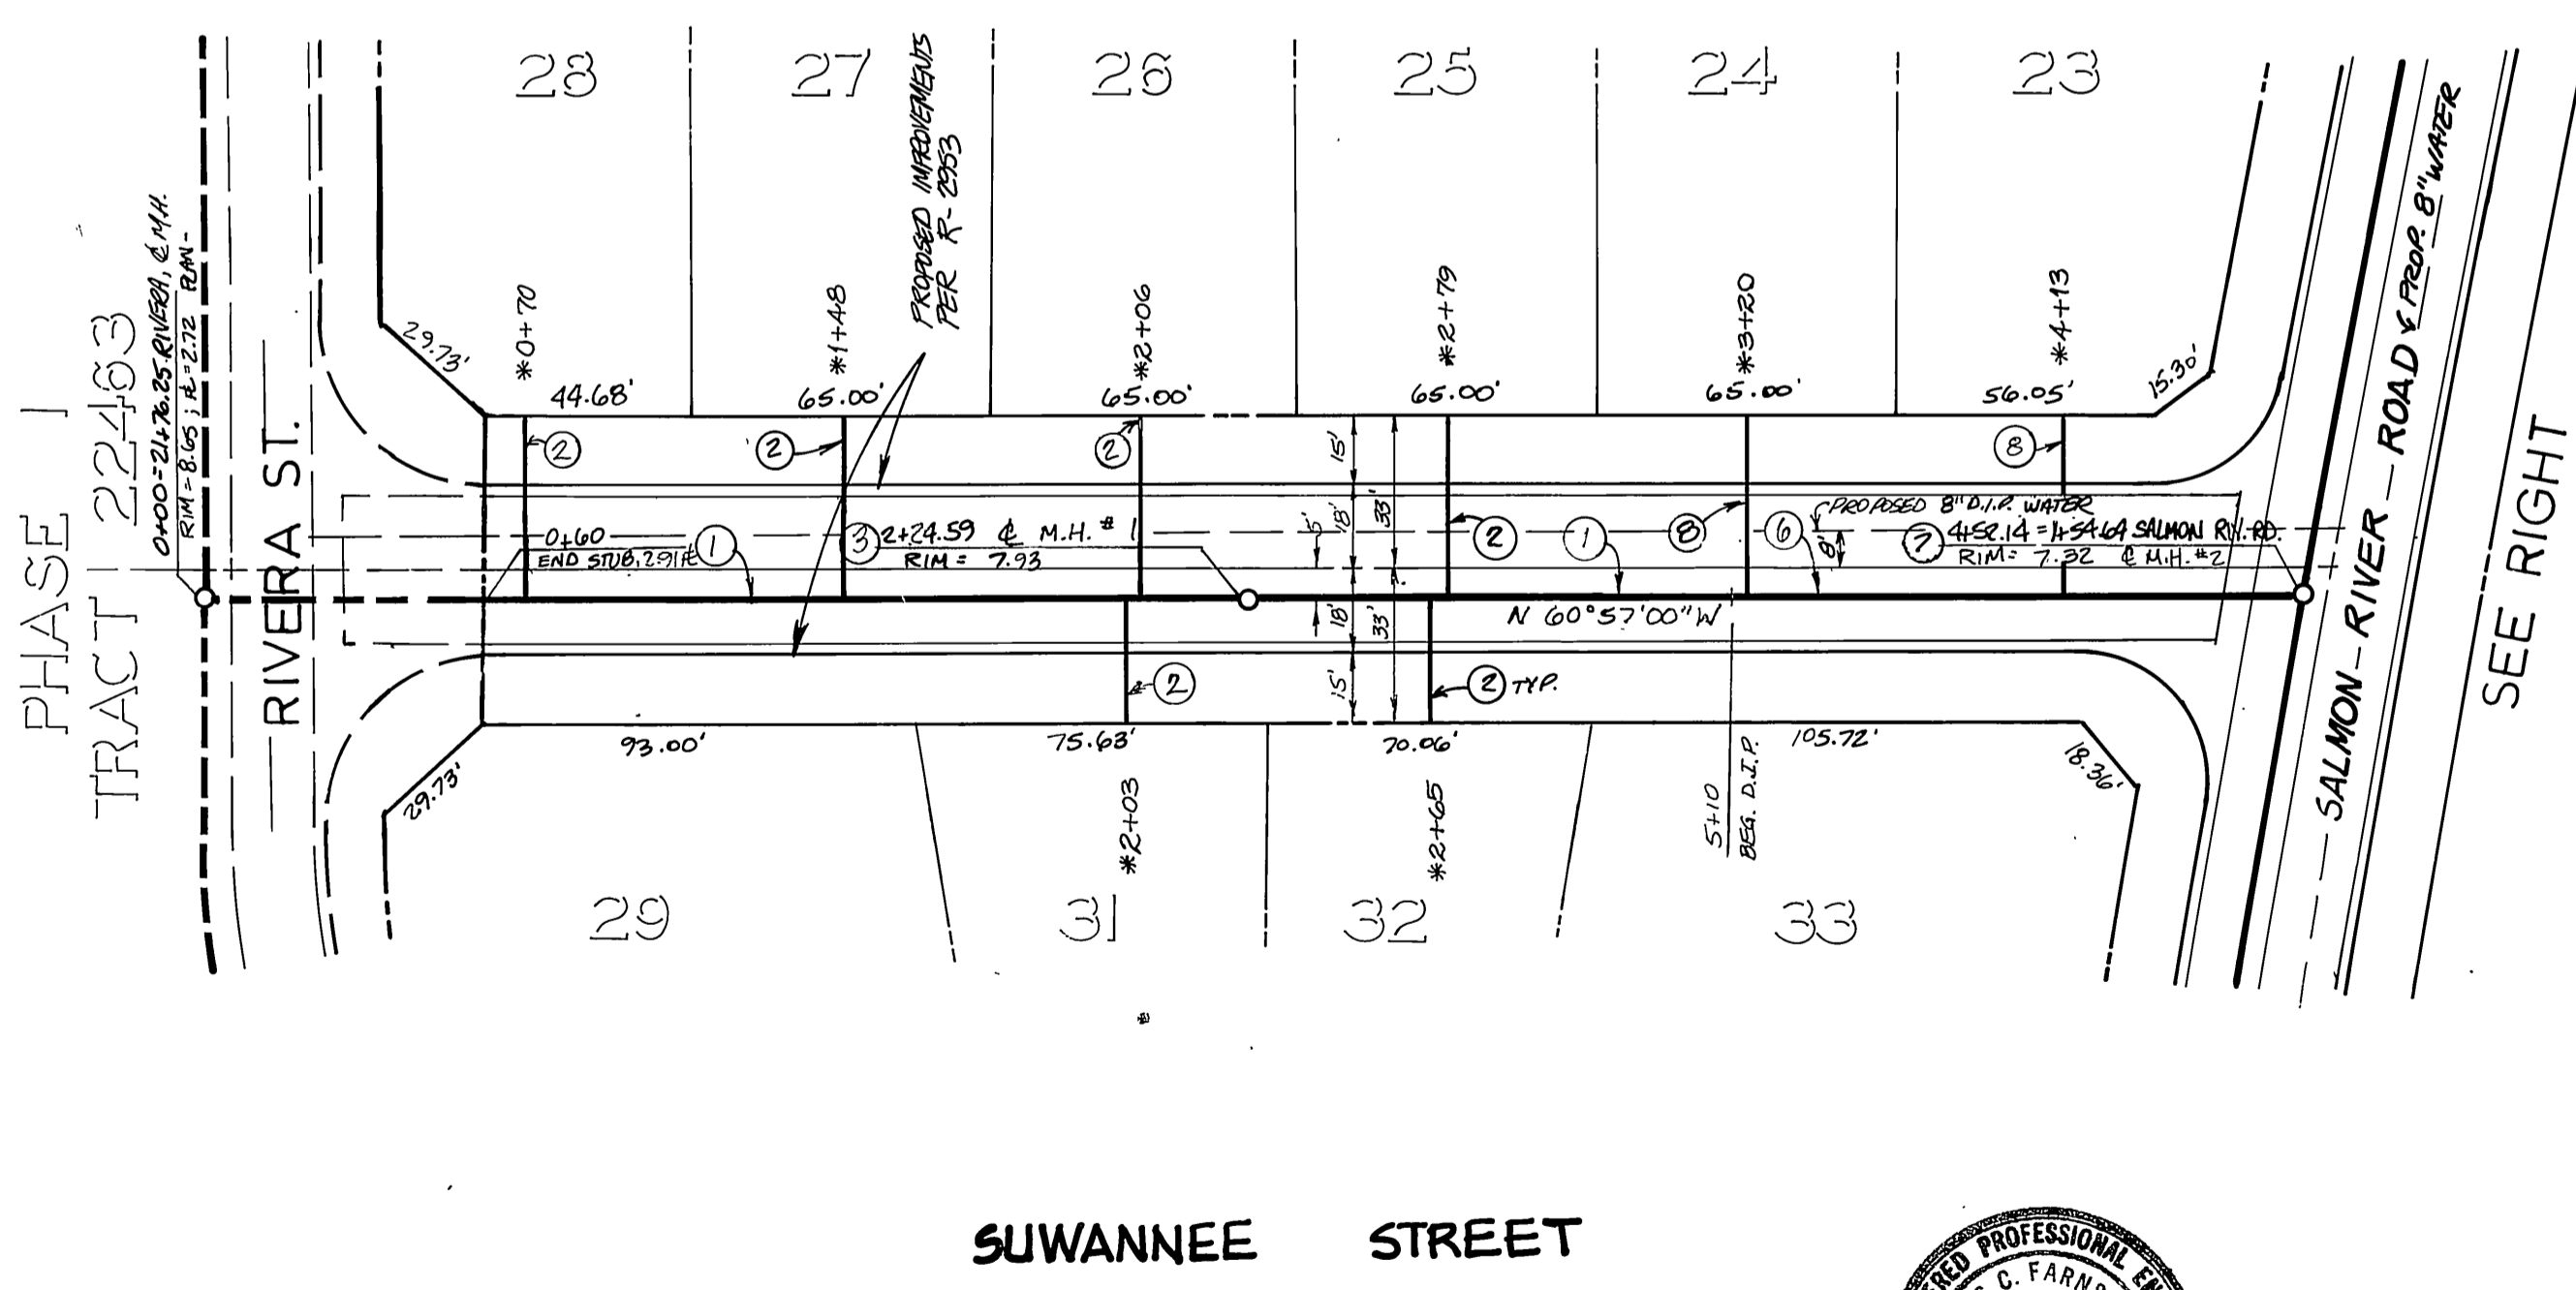 28
27
26
25
24
23
PROPOSED IMPROVEMENTS
PER R-2953
PHASE I
TRACT 22463
0+00=21+76.25 RIVERA, ℄ M.H.
RIM=8.65; ℄=2.72 PLAN-
RIVERA ST.
29.73'
*0+70
*1+48
*2+06
*2+79
*3+20
*4+13
44.68'
65.00'
65.00'
65.00'
65.00'
56.05'
15.30'
2
2
2
8
15'
18'
33'
5'
0+60
END STUB, 2.91 ℄
1
3
2+24.59 ℄ M.H. # 1
RIM = 7.93
2
1
8
6
PROPOSED 8" D.I.P. WATER
8'
7
4+52.14 = 1+54.64 SALMON RIV. RD.
RIM= 7.32 ℄ M.H. #2
N 60°57'00" W
18'
33'
15'
2
2 TYP.
93.00'
75.63'
70.06'
105.72'
29.73'
18.36'
*2+03
*2+65
5+10
BEG. D.I.P.
29
31
32
33
SALMON-RIVER-ROAD & PROP. 8" WATER
SEE RIGHT
SUWANNEE STREET
PROFESSIONAL
C.